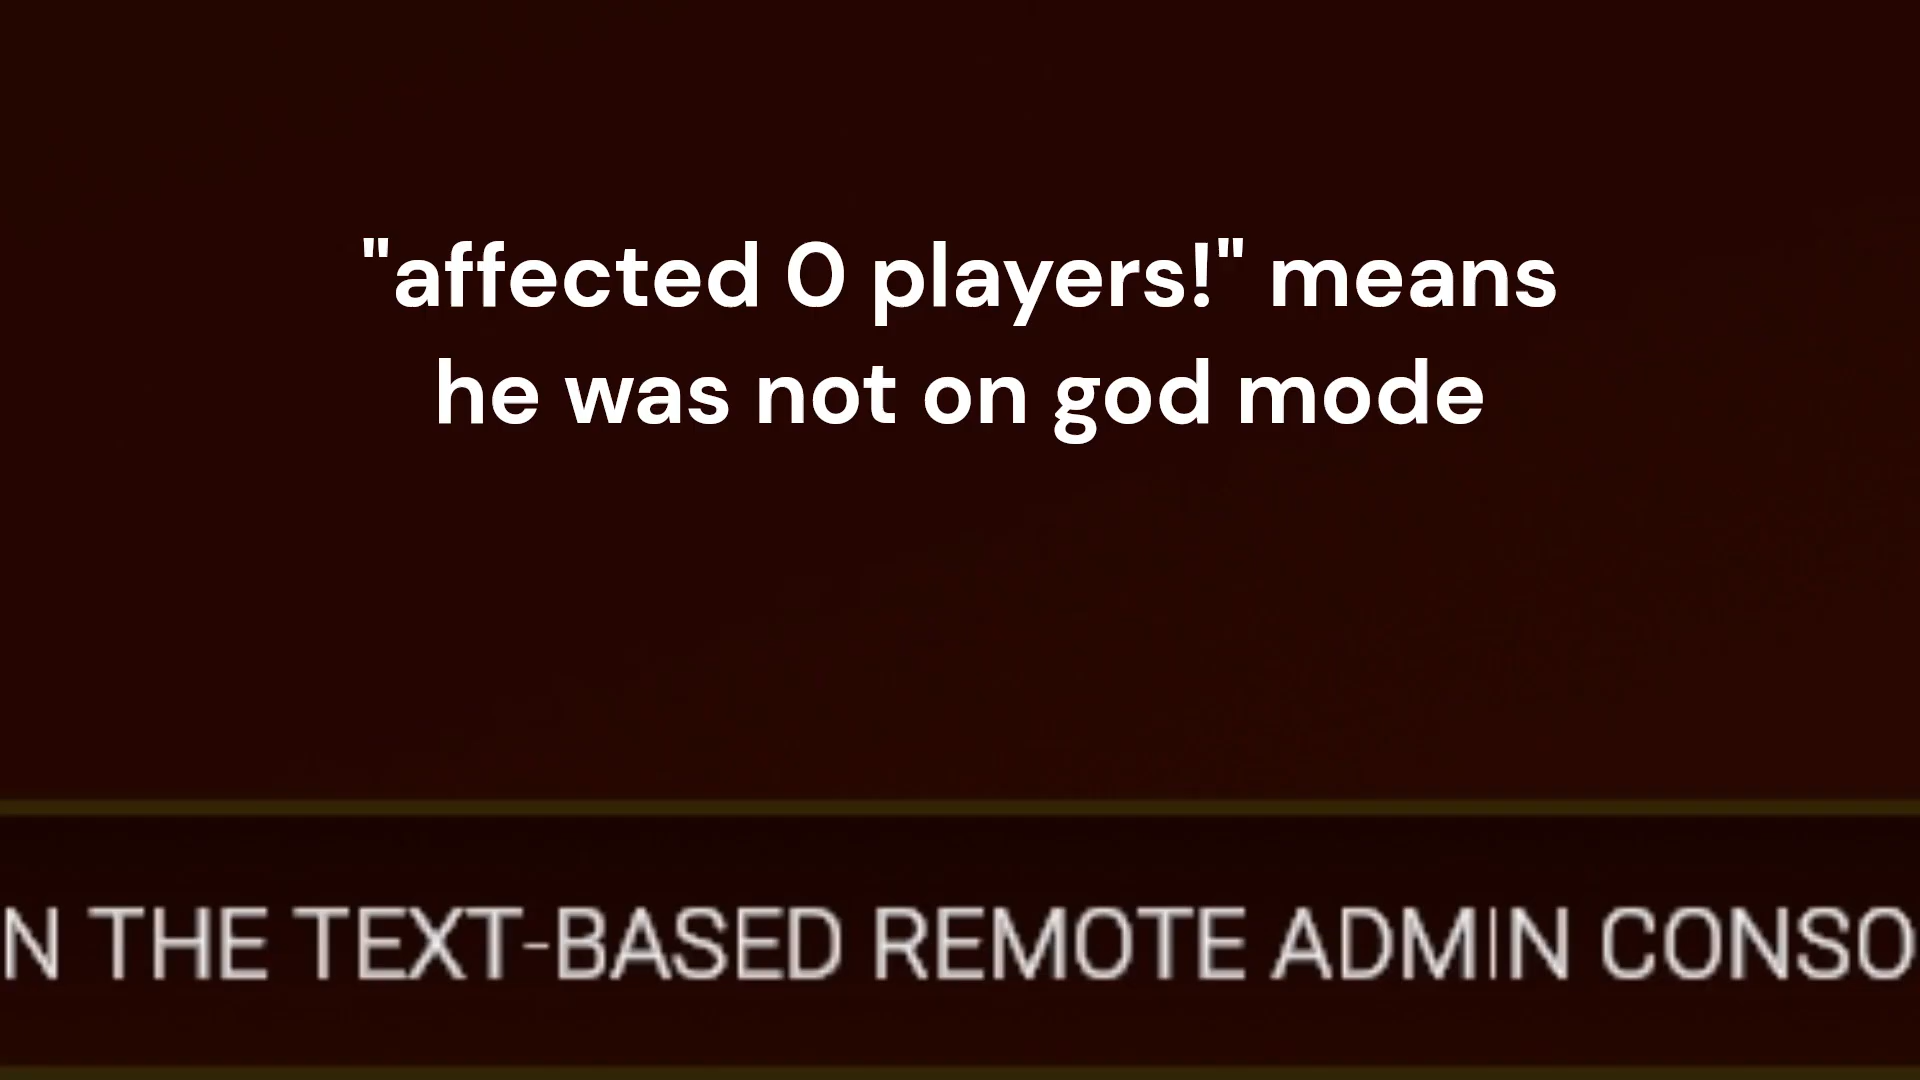 "affected 0 players!" means
he was not on god mode
N THE TEXT-BASED REMOTE ADMIN CONSO